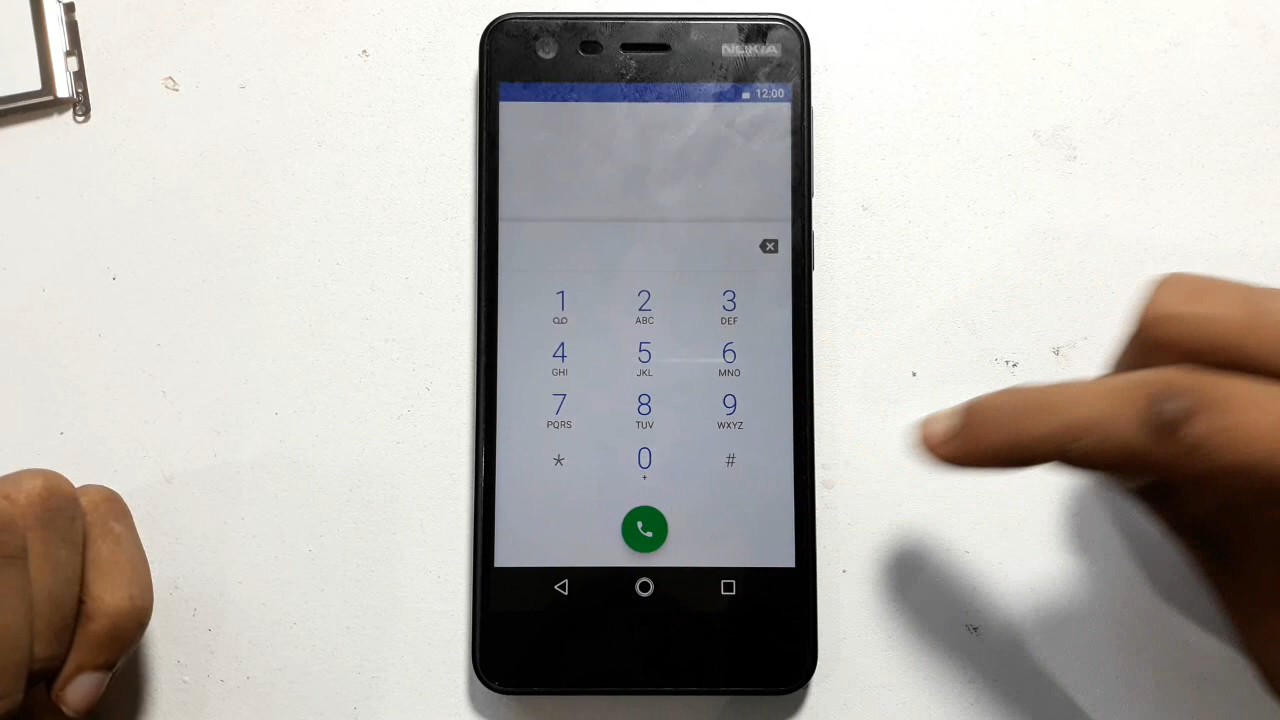 NOKIA
12:00
1 2 3
ABC DEF
4 5 6
GHI JKL MNO
7 8 9
PQRS TUV WXYZ
* 0 #
+